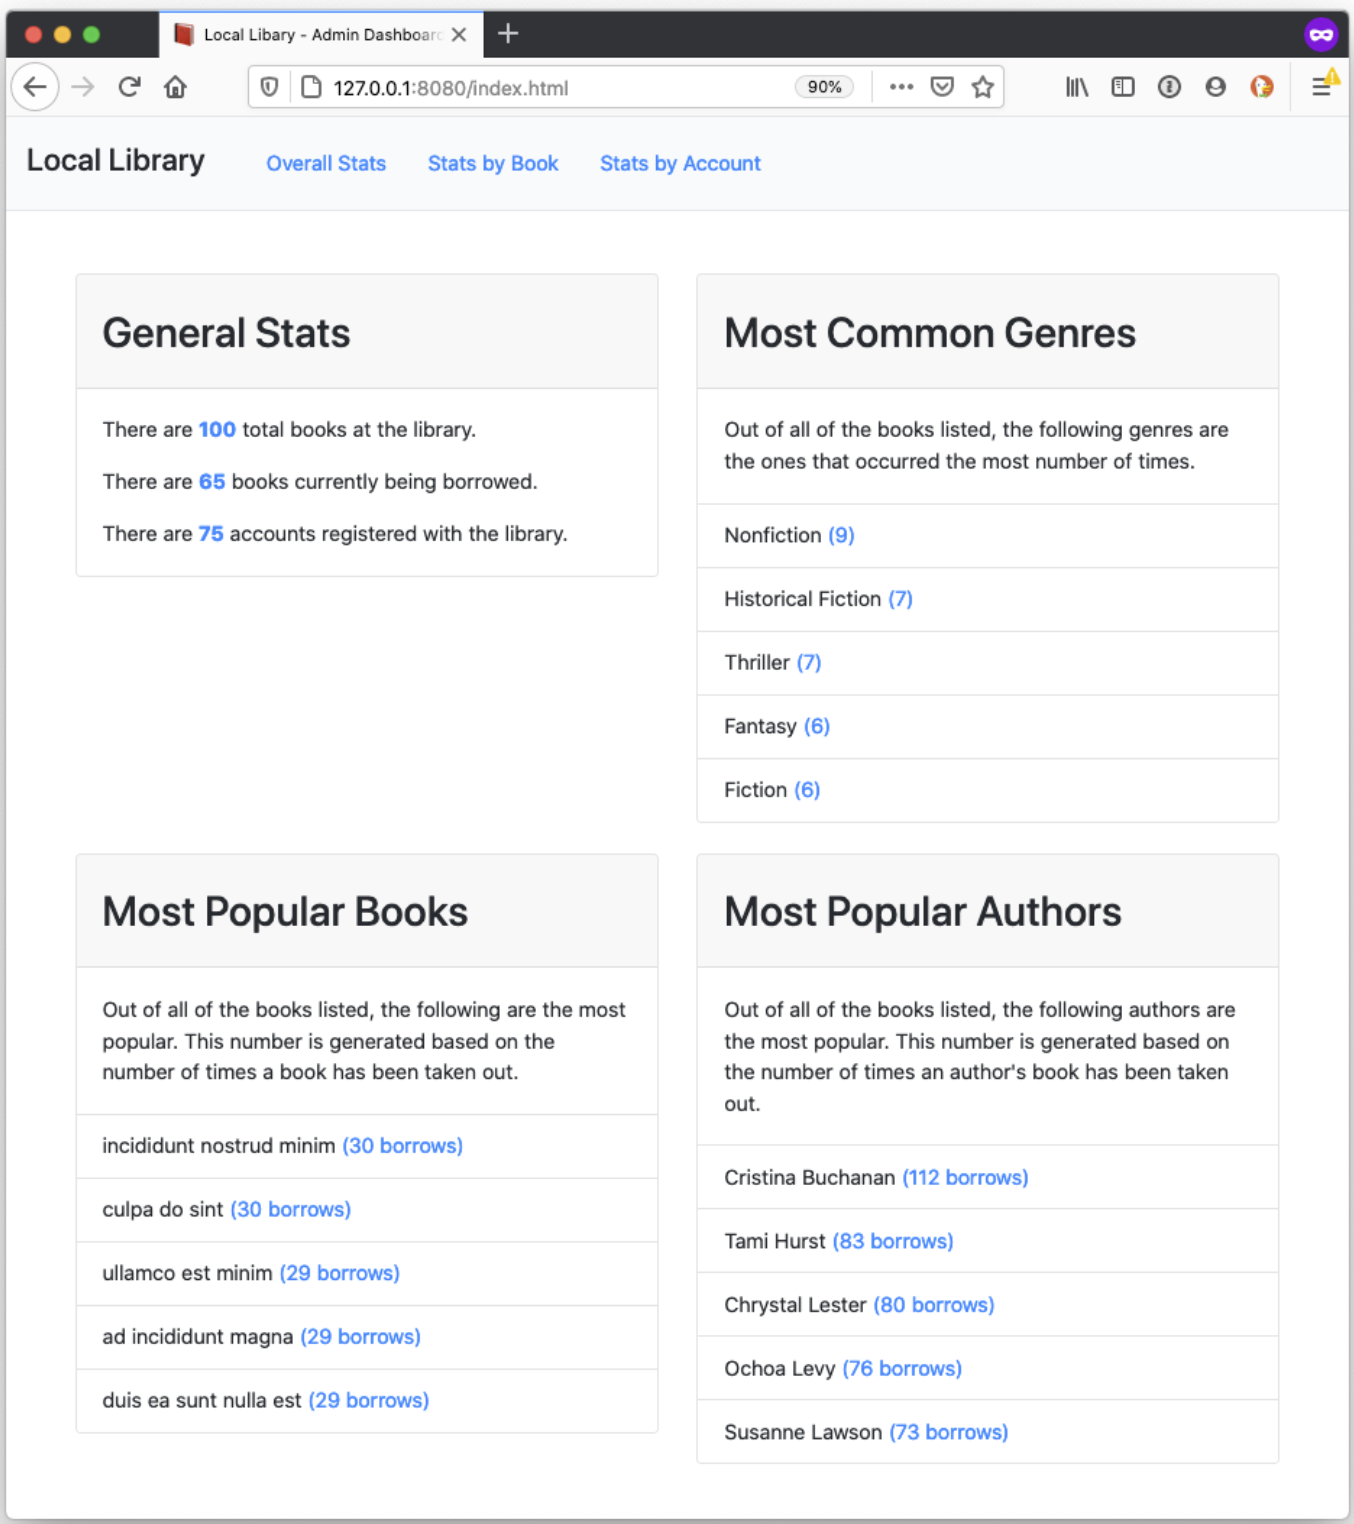 Local Libary - Admin Dashboard
127.0.0.1:8080/index.html
90%
Local Library
Overall Stats
Stats by Book
Stats by Account
General Stats
There are 100 total books at the library.
There are 65 books currently being borrowed.
There are 75 accounts registered with the library.
Most Common Genres
Out of all of the books listed, the following genres are
the ones that occurred the most number of times.
Nonfiction (9)
Historical Fiction (7)
Thriller (7)
Fantasy (6)
Fiction (6)
Most Popular Books
Out of all of the books listed, the following are the most
popular. This number is generated based on the
number of times a book has been taken out.
incididunt nostrud minim (30 borrows)
culpa do sint (30 borrows)
ullamco est minim (29 borrows)
ad incididunt magna (29 borrows)
duis ea sunt nulla est (29 borrows)
Most Popular Authors
Out of all of the books listed, the following authors are
the most popular. This number is generated based on
the number of times an author's book has been taken
out.
Cristina Buchanan (112 borrows)
Tami Hurst (83 borrows)
Chrystal Lester (80 borrows)
Ochoa Levy (76 borrows)
Susanne Lawson (73 borrows)